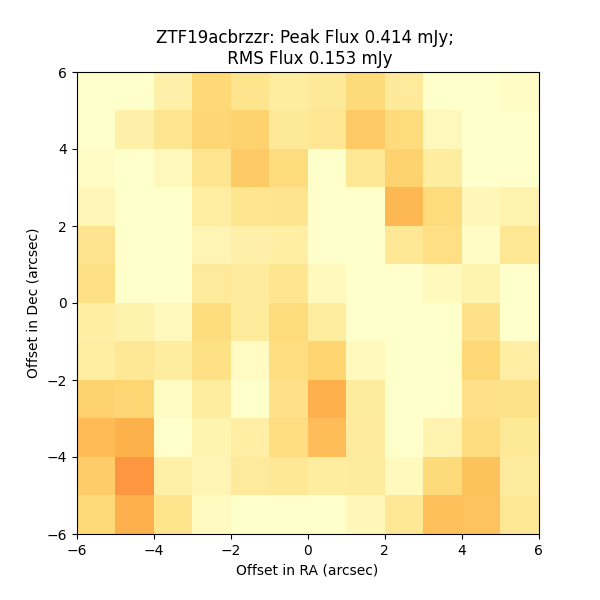 ZTF19acbrzzr: Peak Flux 0.414 mJy;
RMS Flux 0.153 mJy
6
4
2
0
−2
−4
−6
Offset in Dec (arcsec)
−6 −4 −2 0 2 4 6
Offset in RA (arcsec)